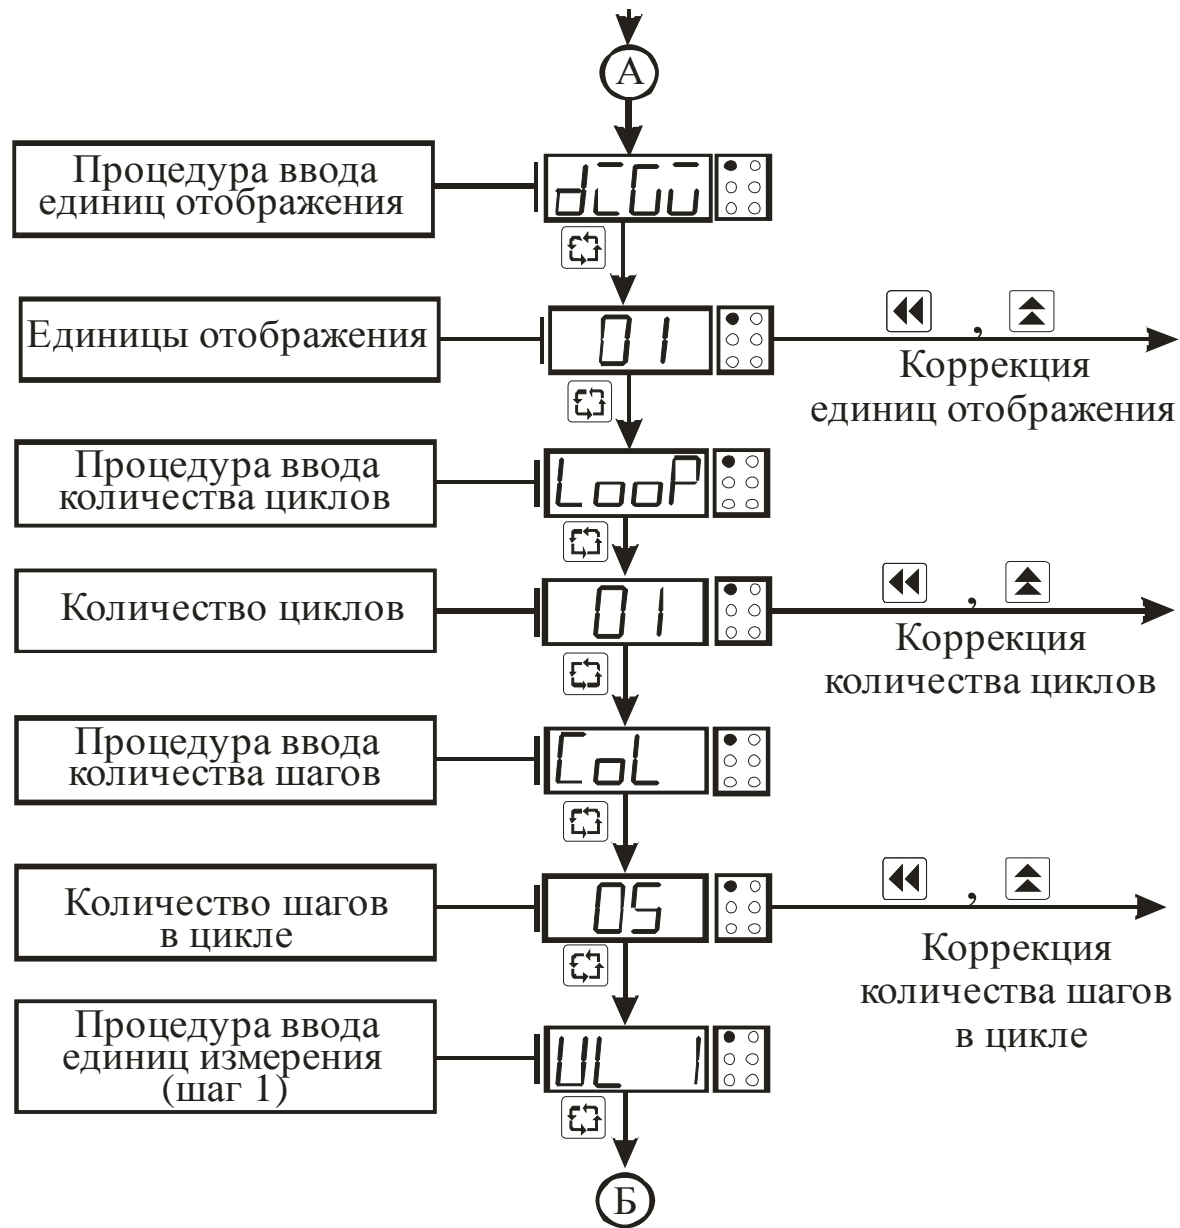 А
Процедура ввода
единиц отображения
Единицы отображения
01
,
Коррекция
единиц отображения
Процедура ввода
количества циклов
LooP
Количество циклов
01
,
Коррекция
количества циклов
Процедура ввода
количества шагов
CoL
Количество шагов
в цикле
05
,
Коррекция
количества шагов
в цикле
Процедура ввода
единиц измерения
(шаг 1)
UL 1
Б